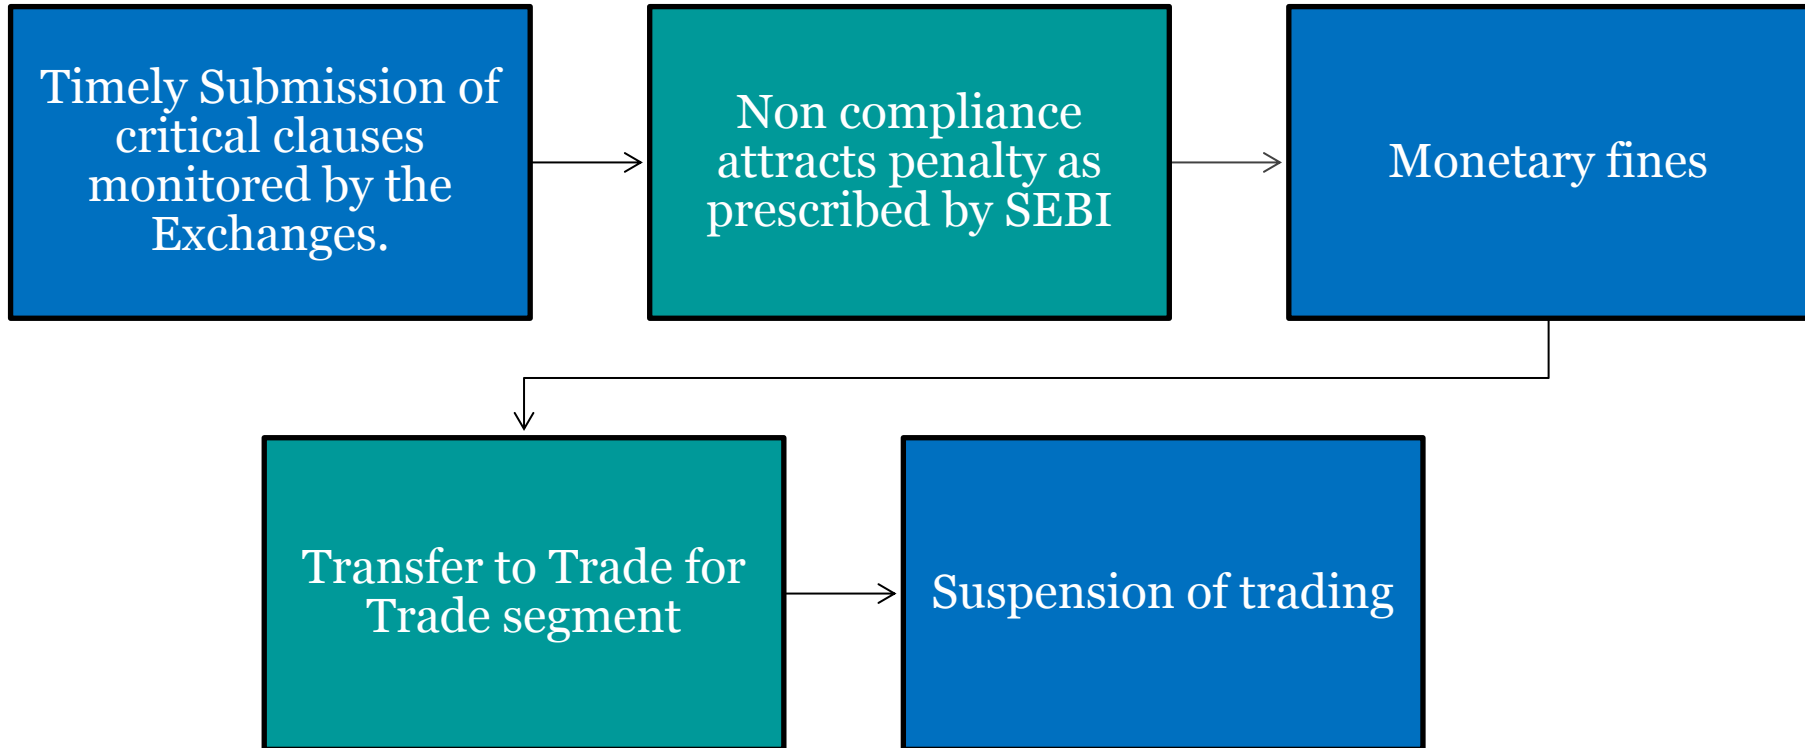 Timely Submission of
critical clauses
monitored by the
Exchanges.
Non compliance
attracts penalty as
prescribed by SEBI
Monetary fines
Transfer to Trade for
Trade segment
Suspension of trading